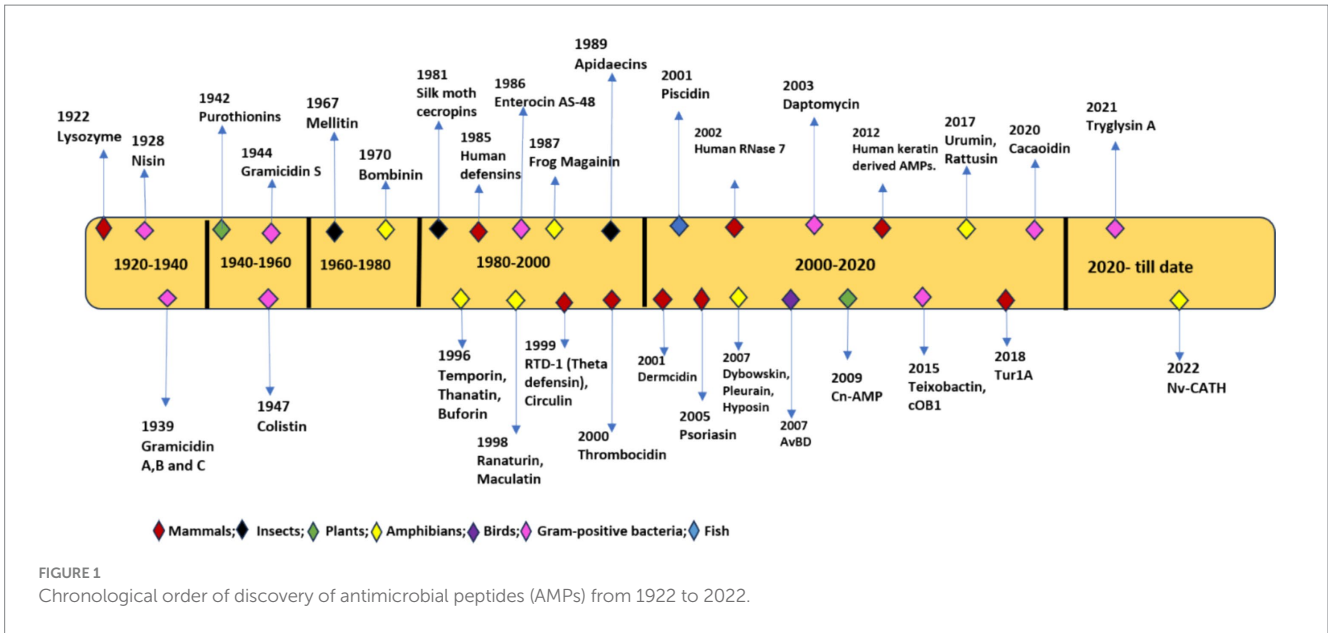 1922
Lysozyme
1928
Nisin
1942
Purothionins
1944
Gramicidin S
1967
Mellitin
1970
Bombinin
1981
Silk moth
cecropins
1985
Human
defensins
1986
Enterocin AS-48
1987
Frog Magainin
1989
Apidaecins
2001
Piscidin
2002
Human RNase 7
2003
Daptomycin
2012
Human keratin
derived AMPs.
2017
Urumin,
Rattusin
2020
Cacaoidin
2021
Tryglysin A
1920-1940
1940-1960
1960-1980
1980-2000
2000-2020
2020- till date
1939
Gramicidin
A,B and C
1947
Colistin
1996
Temporin,
Thanatin,
Buforin
1998
Ranaturin,
Maculatin
1999
RTD-1 (Theta
defensin),
Circulin
2000
Thrombocidin
2001
Dermcidin
2005
Psoriasin
2007
Dybowskin,
Pleurain,
Hyposin
2007
AvBD
2009
Cn-AMP
2015
Teixobactin,
cOB1
2018
Tur1A
2022
Nv-CATH
Mammals; Insects; Plants; Amphibians; Birds; Gram-positive bacteria; Fish
FIGURE 1
Chronological order of discovery of antimicrobial peptides (AMPs) from 1922 to 2022.